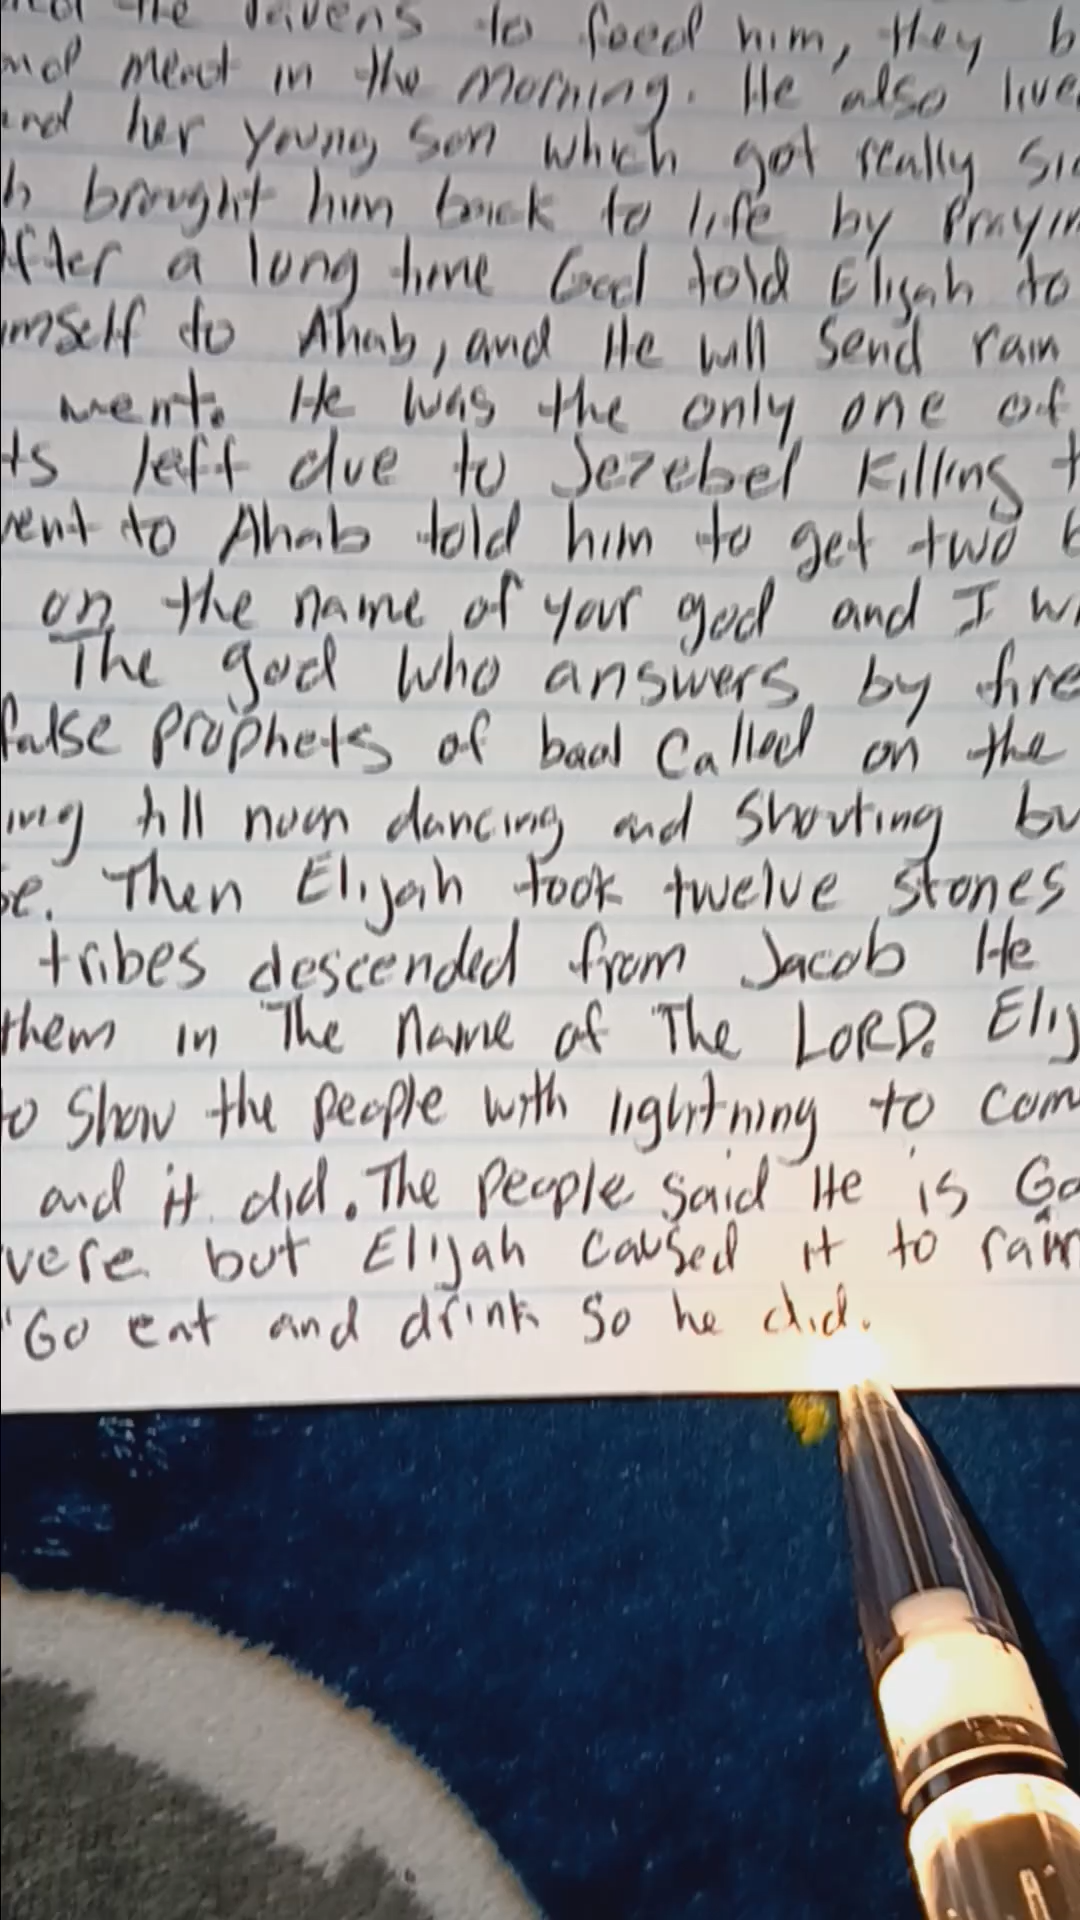 the ravens to feed him, they b
meat in the morning. He also live
and her young son which got really si
h brought him back to life by Prayin
After a long time God told Elijah to
imself to Ahab, and He will send rain
went. He was the only one of
ts left due to Jezebel Killing t
went to Ahab told him to get two b
on the name of your god and I wi
The god who answers by fire
false Prophets of baal Called on the
ing till noon dancing and Shouting bu
se. Then Elijah took twelve stones
tribes descended from Jacob He
them in The Name of The LORD. Elij
to Show the people with lightning to com
and it did. The people said He is Go
vere but Elijah caused it to rain
"Go eat and drink so he did.